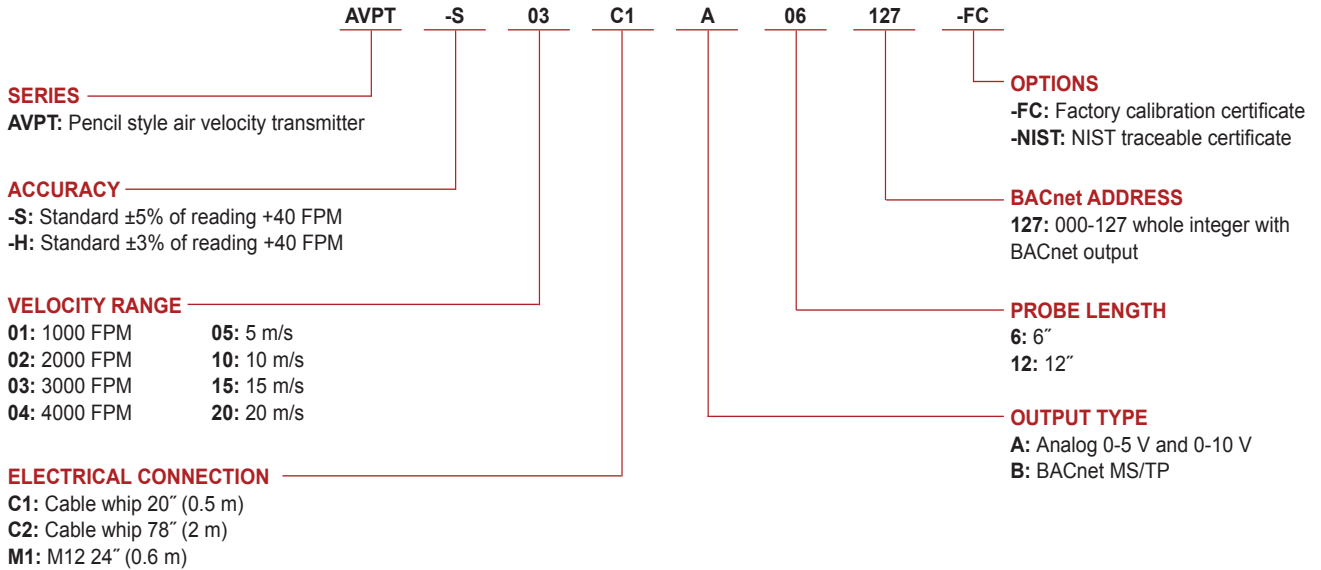 AVPT -S 03 C1 A 06 127 -FC
SERIES
AVPT: Pencil style air velocity transmitter
ACCURACY
-S: Standard ±5% of reading +40 FPM
-H: Standard ±3% of reading +40 FPM
VELOCITY RANGE
01: 1000 FPM 05: 5 m/s
02: 2000 FPM 10: 10 m/s
03: 3000 FPM 15: 15 m/s
04: 4000 FPM 20: 20 m/s
ELECTRICAL CONNECTION
C1: Cable whip 20˝ (0.5 m)
C2: Cable whip 78˝ (2 m)
M1: M12 24˝ (0.6 m)
OPTIONS
-FC: Factory calibration certificate
-NIST: NIST traceable certificate
BACnet ADDRESS
127: 000-127 whole integer with
BACnet output
PROBE LENGTH
6: 6˝
12: 12˝
OUTPUT TYPE
A: Analog 0-5 V and 0-10 V
B: BACnet MS/TP